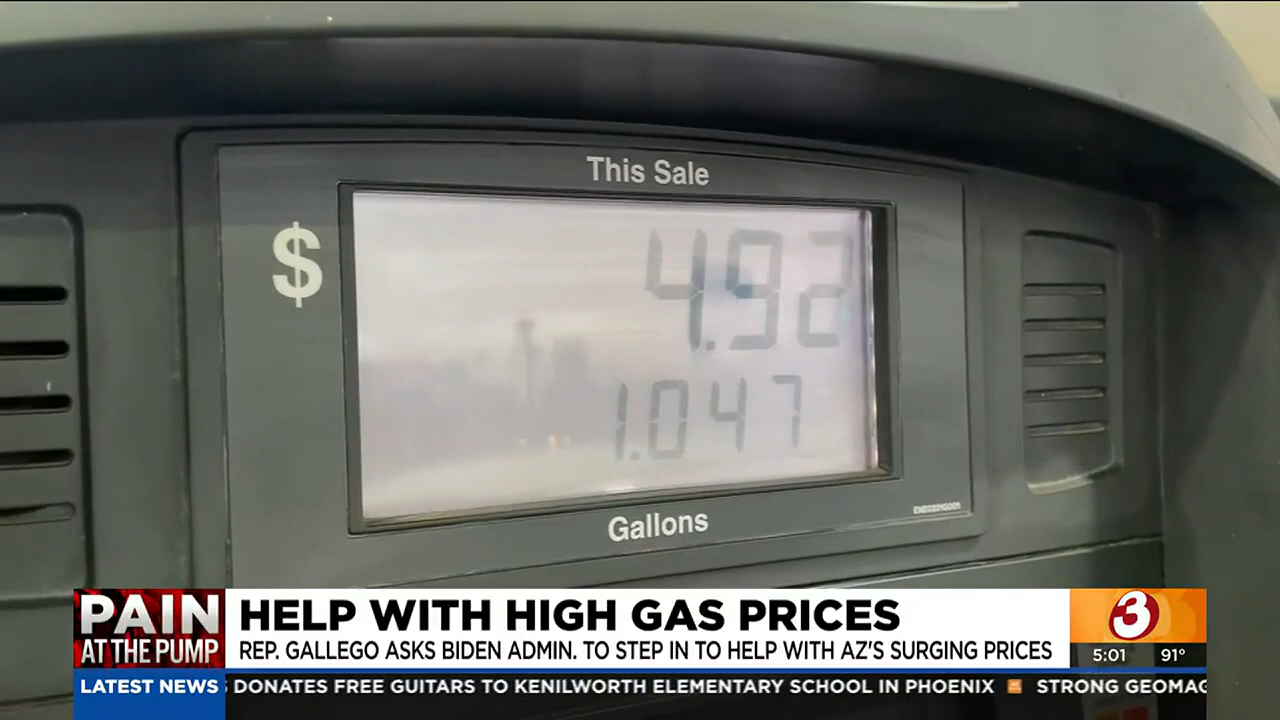 This Sale
$
4.92
1.047
Gallons
PAIN
AT THE PUMP
HELP WITH HIGH GAS PRICES
REP. GALLEGO ASKS BIDEN ADMIN. TO STEP IN TO HELP WITH AZ'S SURGING PRICES
3
5:01 91°
LATEST NEWS
DONATES FREE GUITARS TO KENILWORTH ELEMENTARY SCHOOL IN PHOENIX
STRONG GEOMAG